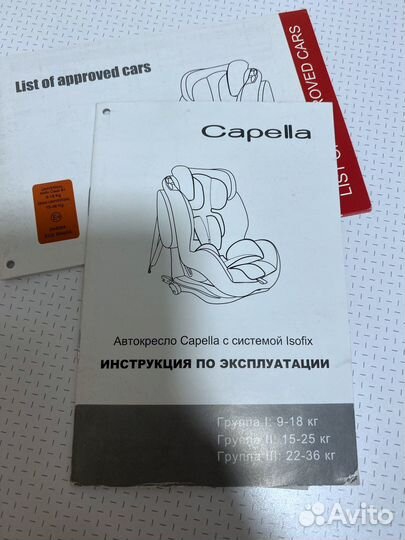 List of approved cars
LIST OF APPROVED CARS
Capella
Автокресло Capella с системой Isofix
ИНСТРУКЦИЯ ПО ЭКСПЛУАТАЦИИ
Группа I: 9-18 кг
Группа II: 15-25 кг
Группа III: 22-36 кг
Avito